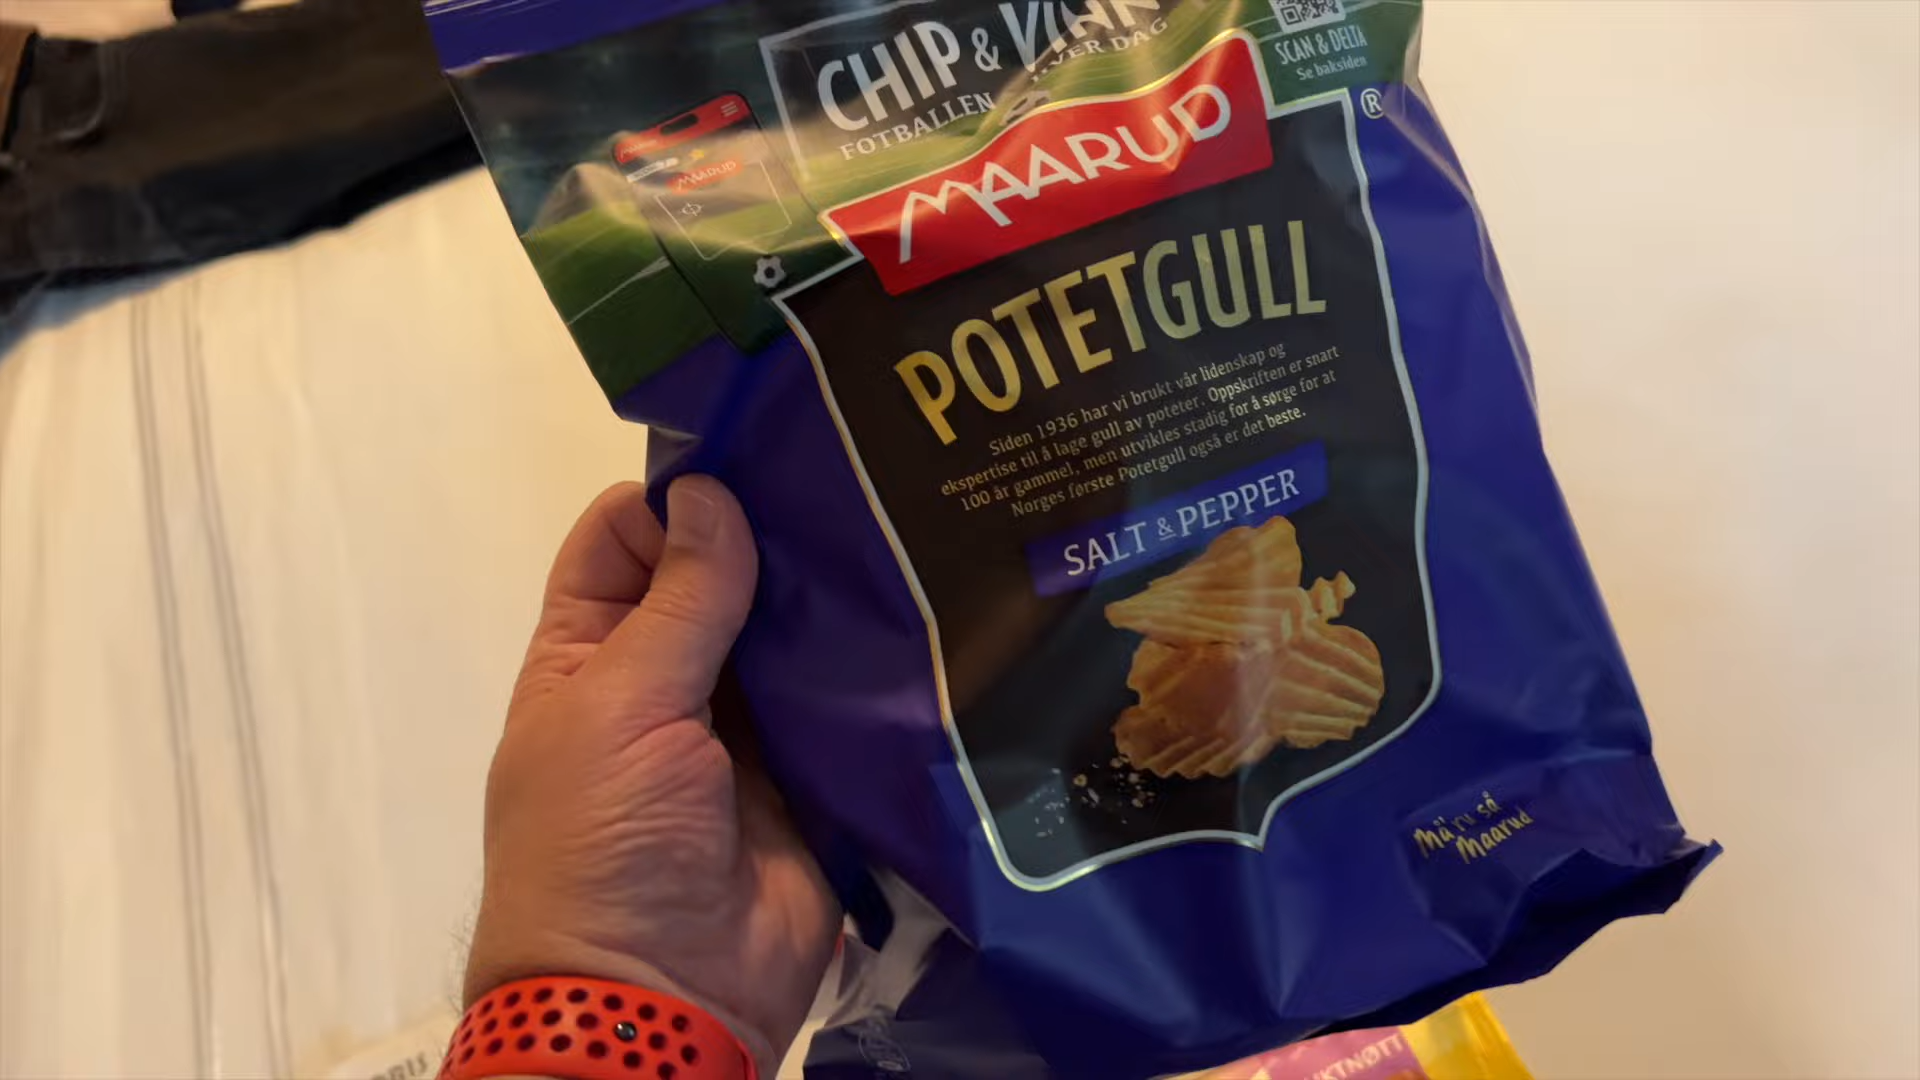 CHIP & VINN
FOTBALLEN HVER DAG
SCAN & DELTA
Se baksiden
MAARUD
®
MAARUD
POTETGULL
Siden 1936 har vi brukt vår lidenskap og
ekspertise til å lage gull av poteter. Oppskriften er snart
100 år gammel, men utvikles stadig for å sørge for at
Norges første Potetgull også er det beste.
SALT & PEPPER
Må'ru så
Maarud